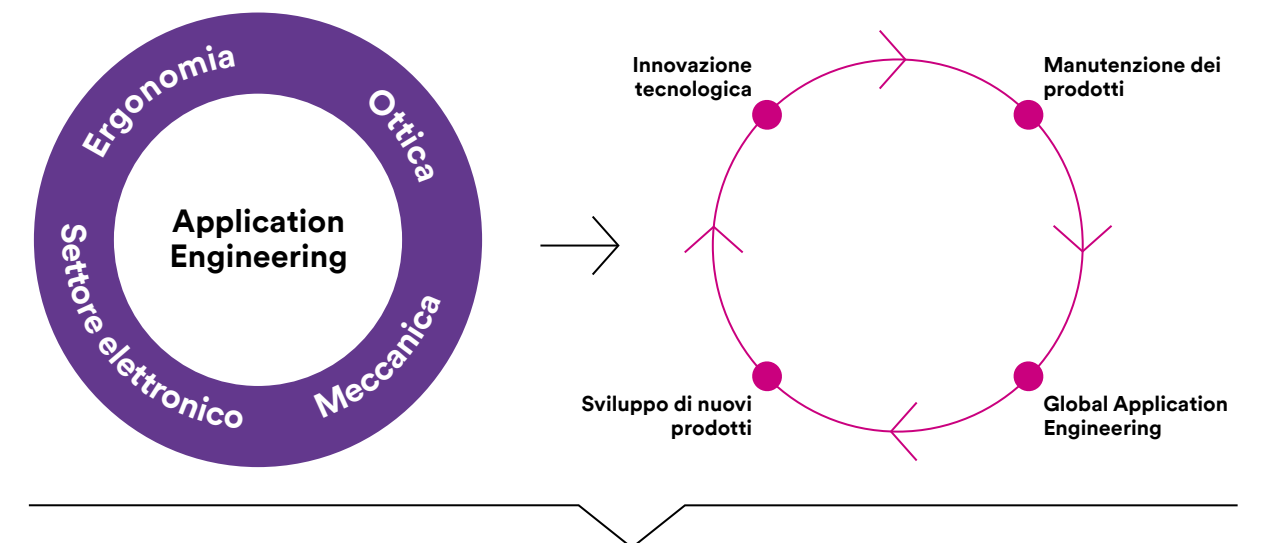 Ergonomia
Ottica
Application
Engineering
Settore elettronico
Meccanica
Innovazione
tecnologica
Manutenzione dei
prodotti
Sviluppo di nuovi
prodotti
Global Application
Engineering